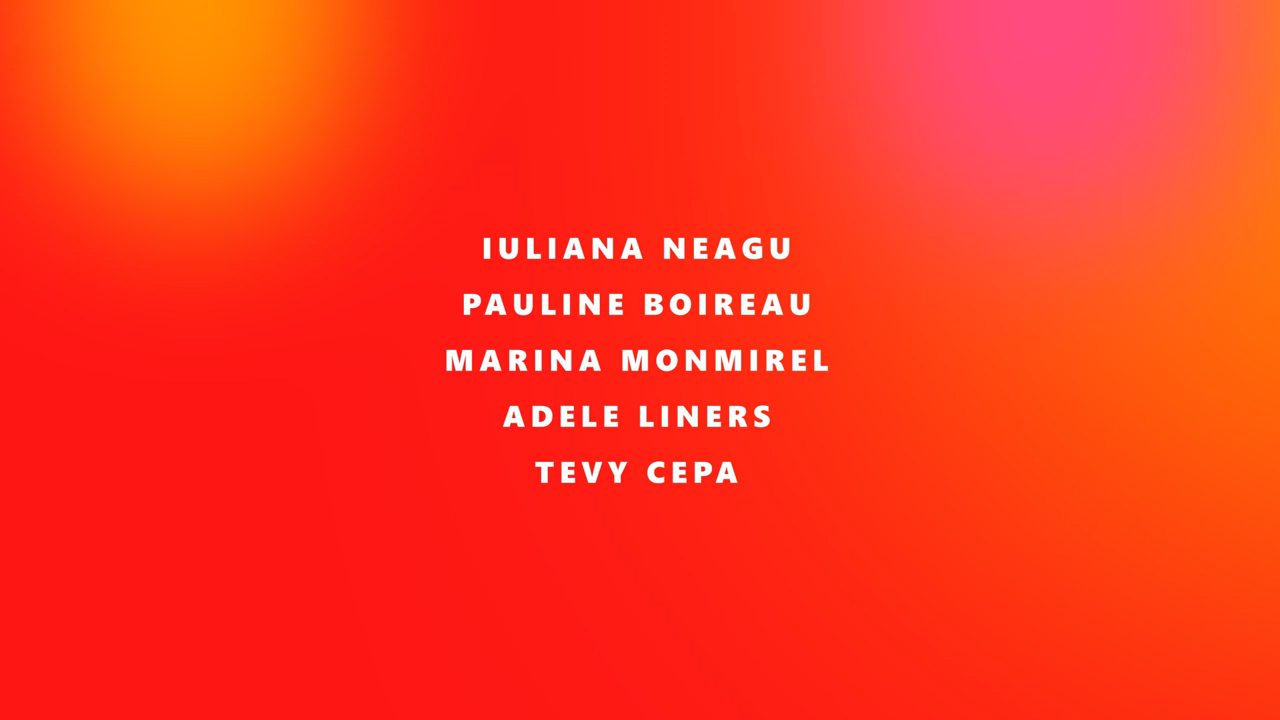 IULIANA NEAGU
PAULINE BOIREAU
MARINA MONMIREL
ADELE LINERS
TEVY CEPA